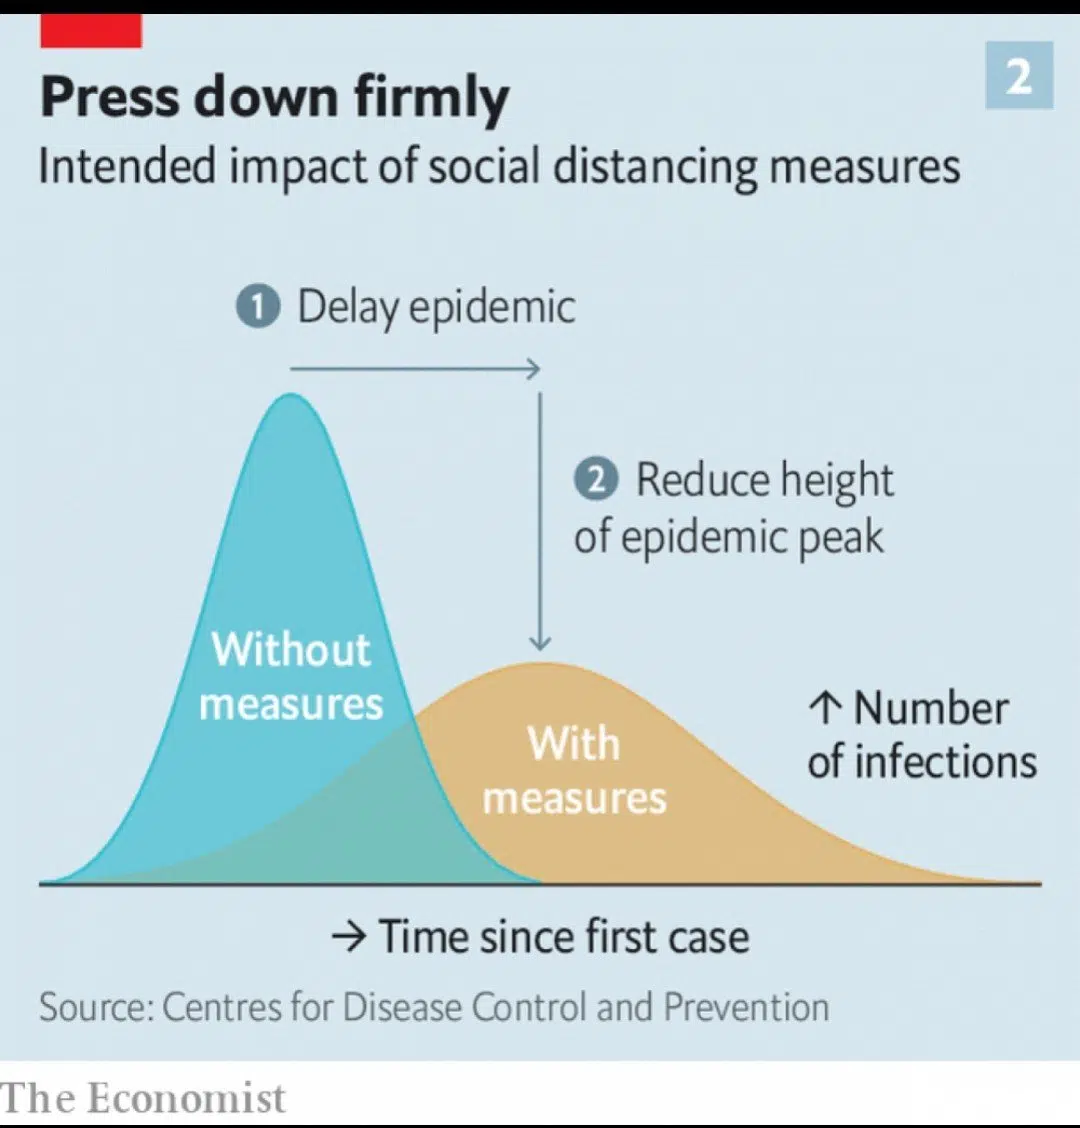 Press down firmly
2
Intended impact of social distancing measures
1 Delay epidemic
2 Reduce height
of epidemic peak
Without
measures
With
measures
↑ Number
of infections
→ Time since first case
Source: Centres for Disease Control and Prevention
The Economist